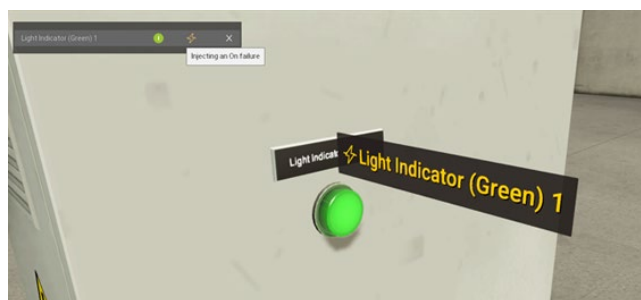 Light Indicator (Green) 1
Injecting an On failure
Light Indicat
Light Indicator (Green) 1